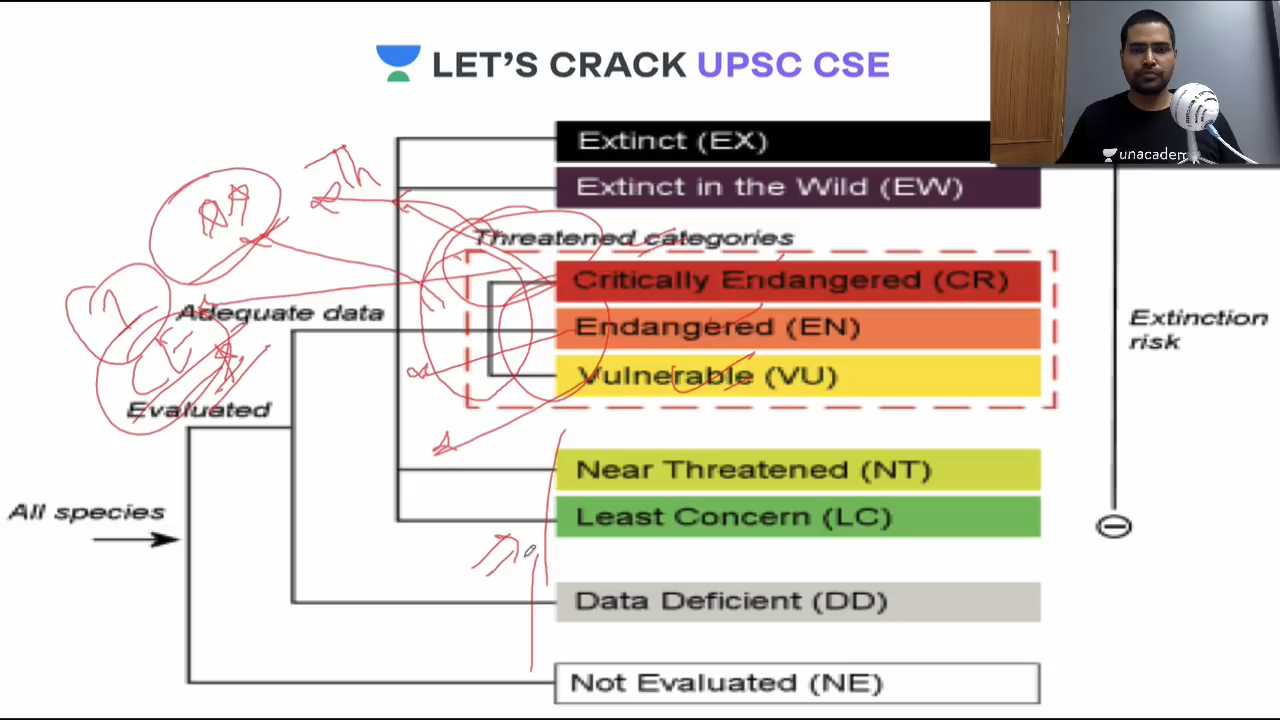 LET'S CRACK UPSC CSE
Extinct (EX)
unacadem
Extinct in the Wild (EW)
Threatened categories
Critically Endangered (CR)
Adequate data
Endangered (EN)
Extinction
risk
Vulnerable (VU)
Evaluated
Near Threatened (NT)
All species
Least Concern (LC)
Data Deficient (DD)
Not Evaluated (NE)